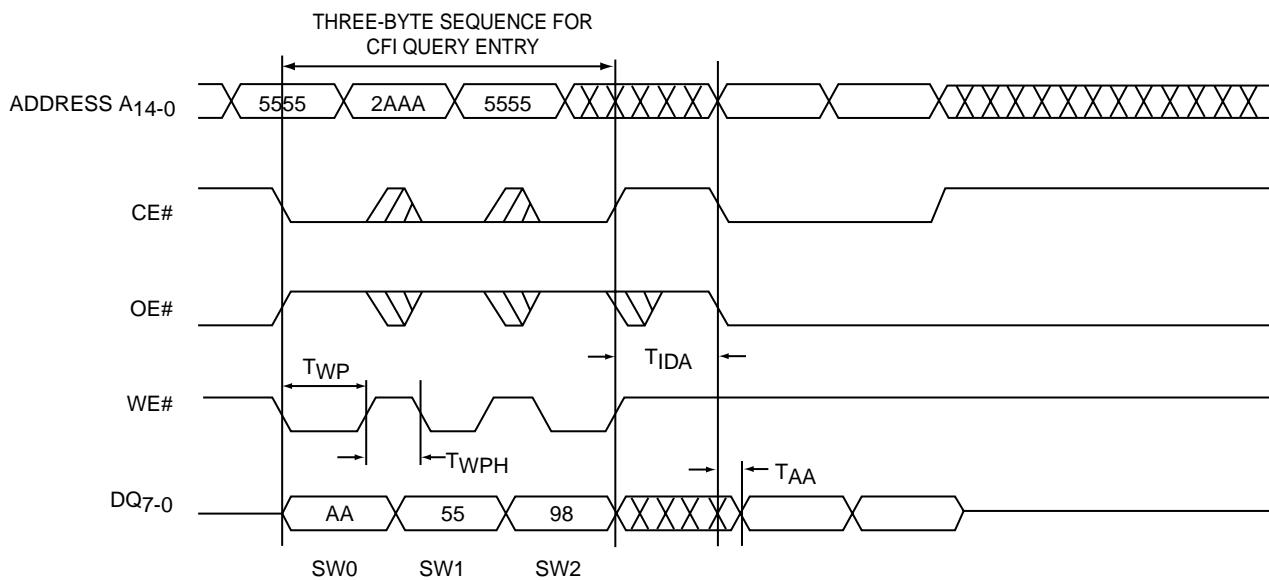 THREE-BYTE SEQUENCE FOR
CFI QUERY ENTRY
ADDRESS A14-0
5555 2AAA 5555
CE#
OE#
TWP
TIDA
WE#
TWPH
TAA
DQ7-0
AA 55 98
SW0 SW1 SW2